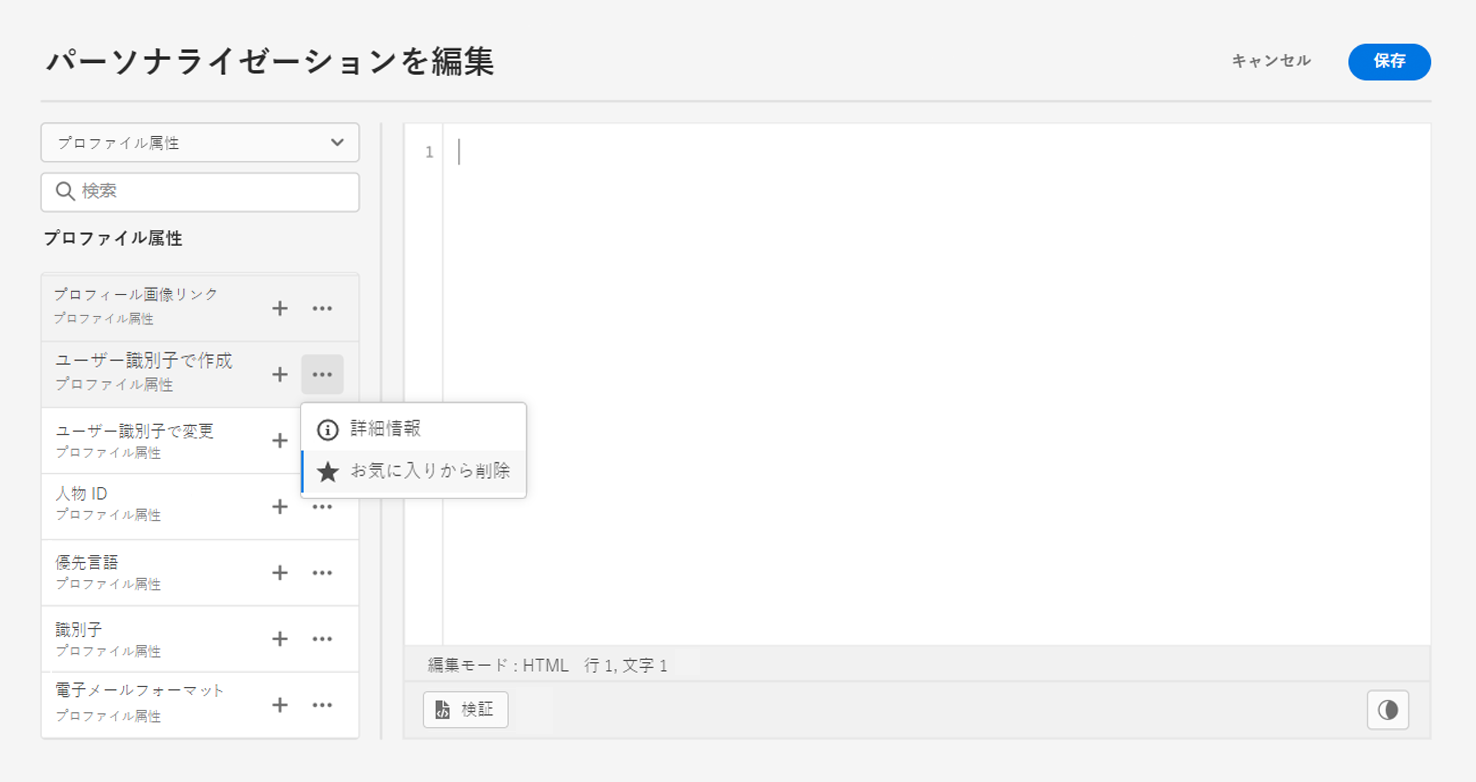 パーソナライゼーションを編集
キャンセル
保存
プロファイル属性
検索
プロファイル属性
プロフィール画像リンク
プロファイル属性
ユーザー識別子で作成
プロファイル属性
ユーザー識別子で変更
プロファイル属性
人物 ID
プロファイル属性
優先言語
プロファイル属性
識別子
プロファイル属性
電子メールフォーマット
プロファイル属性
詳細情報
お気に入りから削除
1
編集モード : HTML 行 1, 文字 1
検証